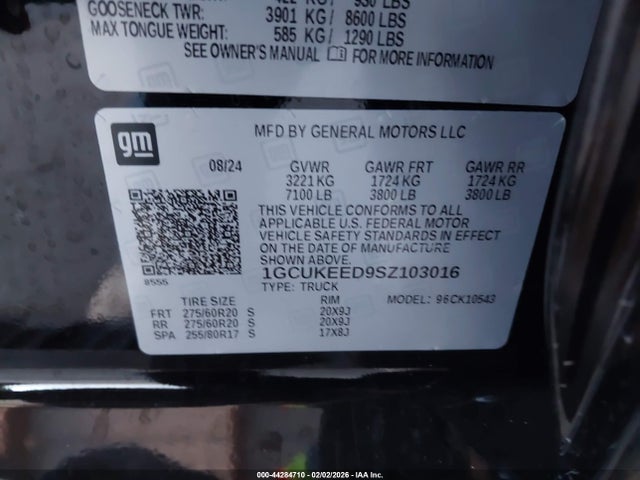 GOOSENECK TWR: 3901 KG / 8600 LBS
MAX TONGUE WEIGHT: 585 KG / 1290 LBS
SEE OWNER'S MANUAL FOR MORE INFORMATION
gm
MFD BY GENERAL MOTORS LLC
08/24 GVWR GAWR FRT GAWR RR
3221 KG 1724 KG 1724 KG
7100 LB 3800 LB 3800 LB
THIS VEHICLE CONFORMS TO ALL
APPLICABLE U.S. FEDERAL MOTOR
VEHICLE SAFETY STANDARDS IN EFFECT
ON THE DATE OF MANUFACTURE
SHOWN ABOVE.
1GCUKEED9SZ103016
8555
TYPE: TRUCK
TIRE SIZE RIM MODEL: 96CK10543
FRT 275/60R20 S 20X9J
RR 275/60R20 S 20X9J
SPA 255/80R17 S 17X8J
000-44284710 - 02/02/2026 - IAA Inc.